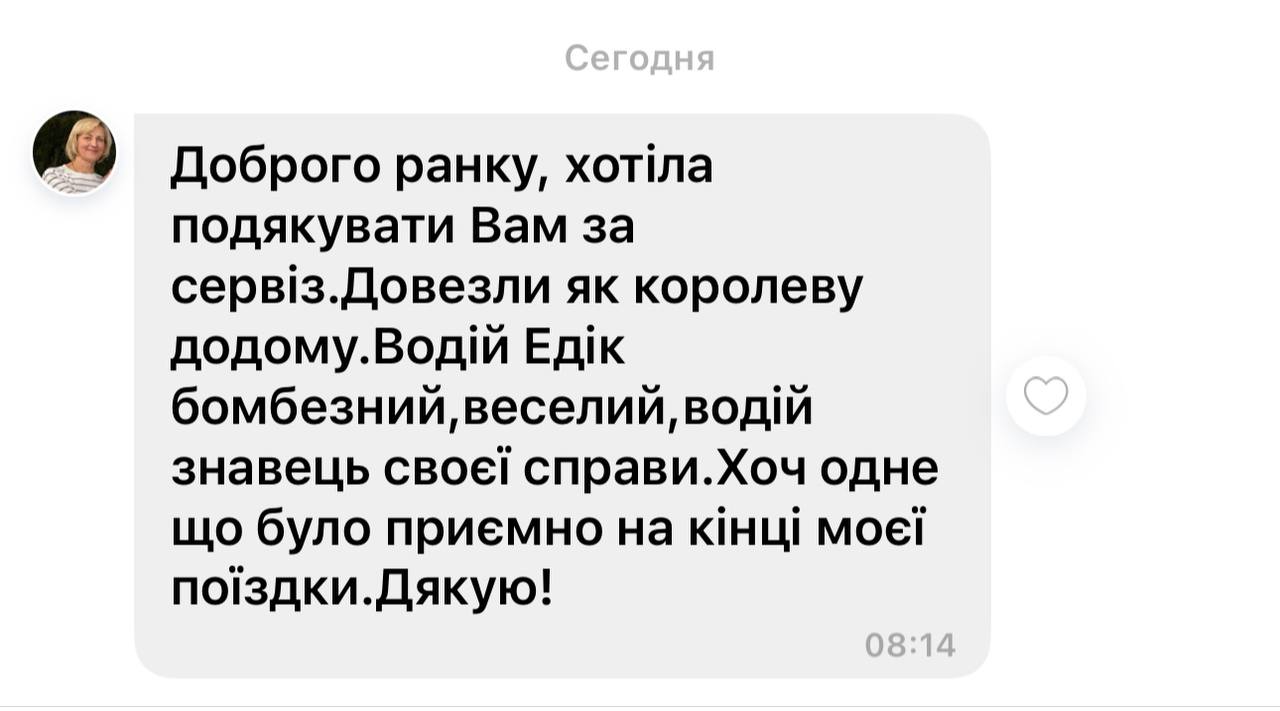 Сегодня
Доброго ранку, хотіла
подякувати Вам за
сервіз.Довезли як королеву
додому.Водій Едік
бомбезний,веселий,водій
знавець своєї справи.Хоч одне
що було приємно на кінці моєї
поїздки.Дякую!
08:14